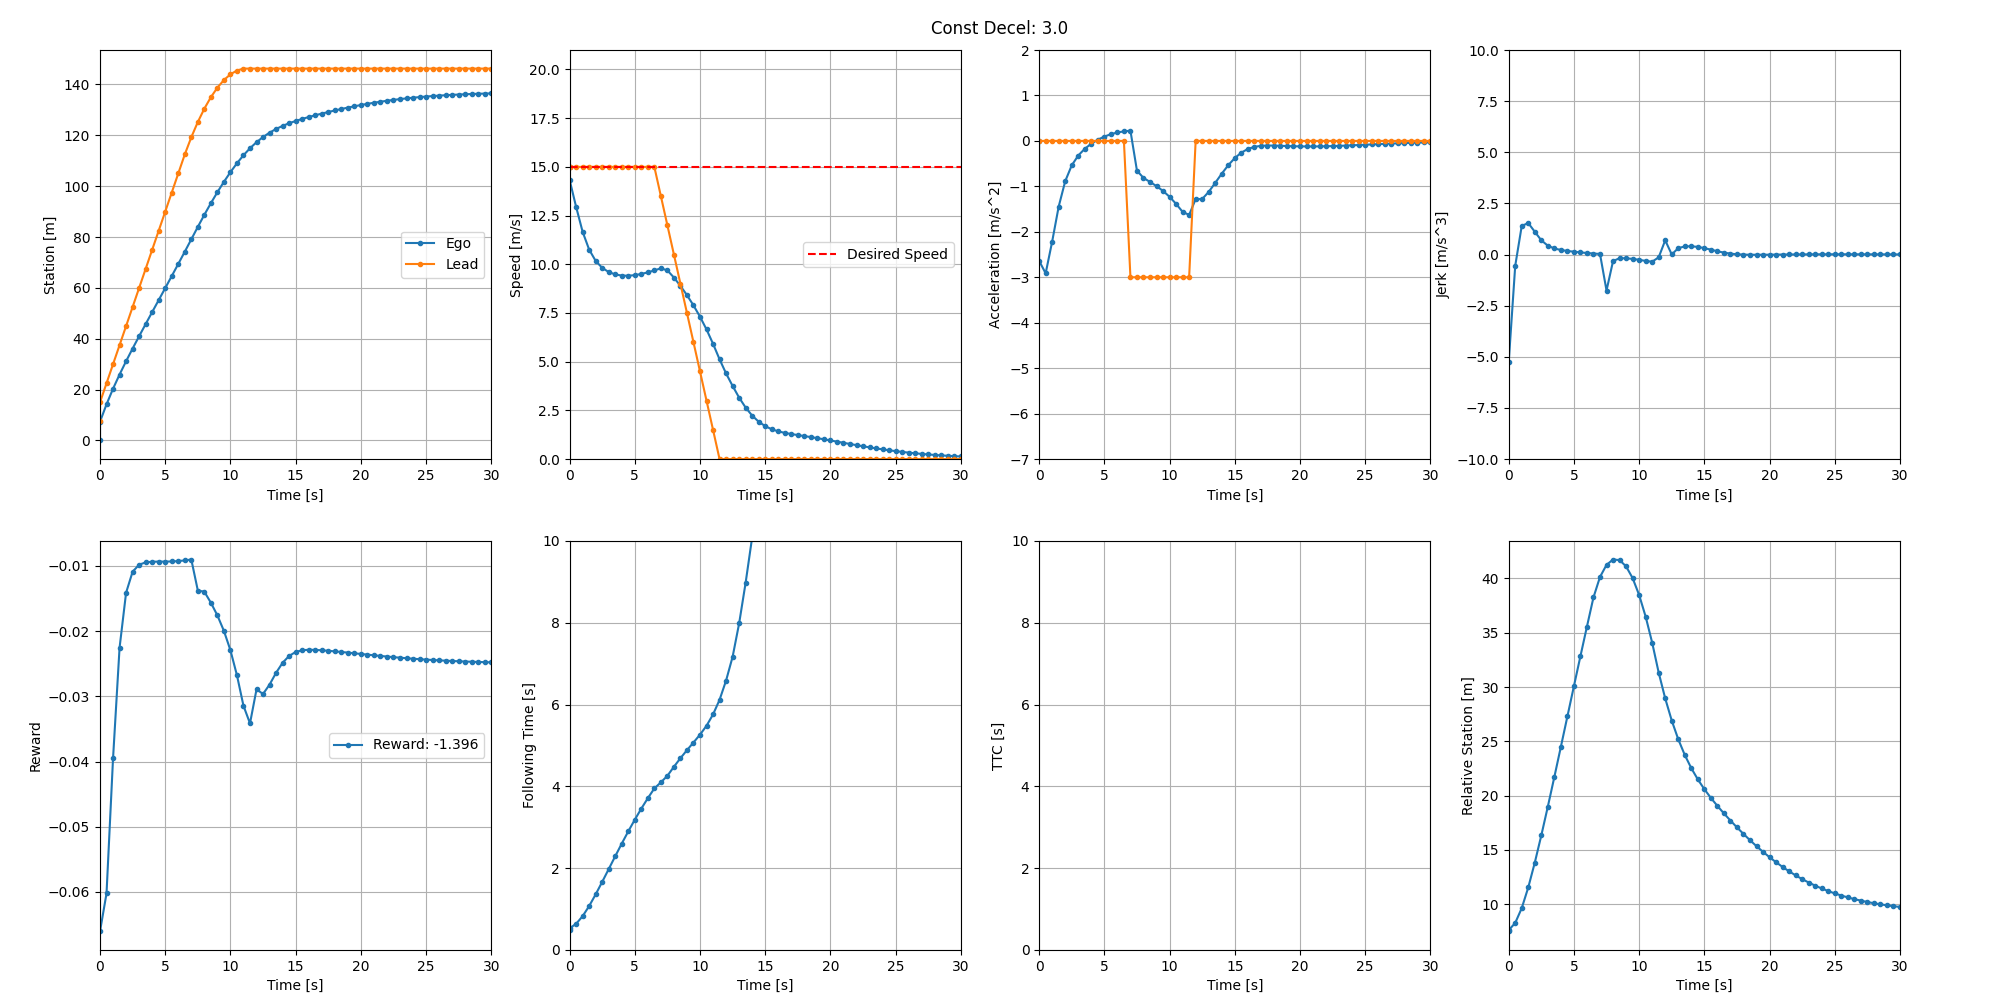 Const Decel: 3.0
Station [m]
140
120
100
80
60
40
20
0
Ego
Lead
0 5 10 15 20 25 30
Time [s]
Speed [m/s]
20.0
17.5
15.0
12.5
10.0
7.5
5.0
2.5
0.0
Desired Speed
0 5 10 15 20 25 30
Time [s]
Acceleration [m/s^2]
2
1
0
−1
−2
−3
−4
−5
−6
−7
0 5 10 15 20 25 30
Time [s]
Jerk [m/s^3]
10.0
7.5
5.0
2.5
0.0
−2.5
−5.0
−7.5
−10.0
0 5 10 15 20 25 30
Time [s]
Reward
−0.01
−0.02
−0.03
−0.04
−0.05
−0.06
Reward: -1.396
0 5 10 15 20 25 30
Time [s]
Following Time [s]
10
8
6
4
2
0
0 5 10 15 20 25 30
Time [s]
TTC [s]
10
8
6
4
2
0
0 5 10 15 20 25 30
Time [s]
Relative Station [m]
40
35
30
25
20
15
10
0 5 10 15 20 25 30
Time [s]